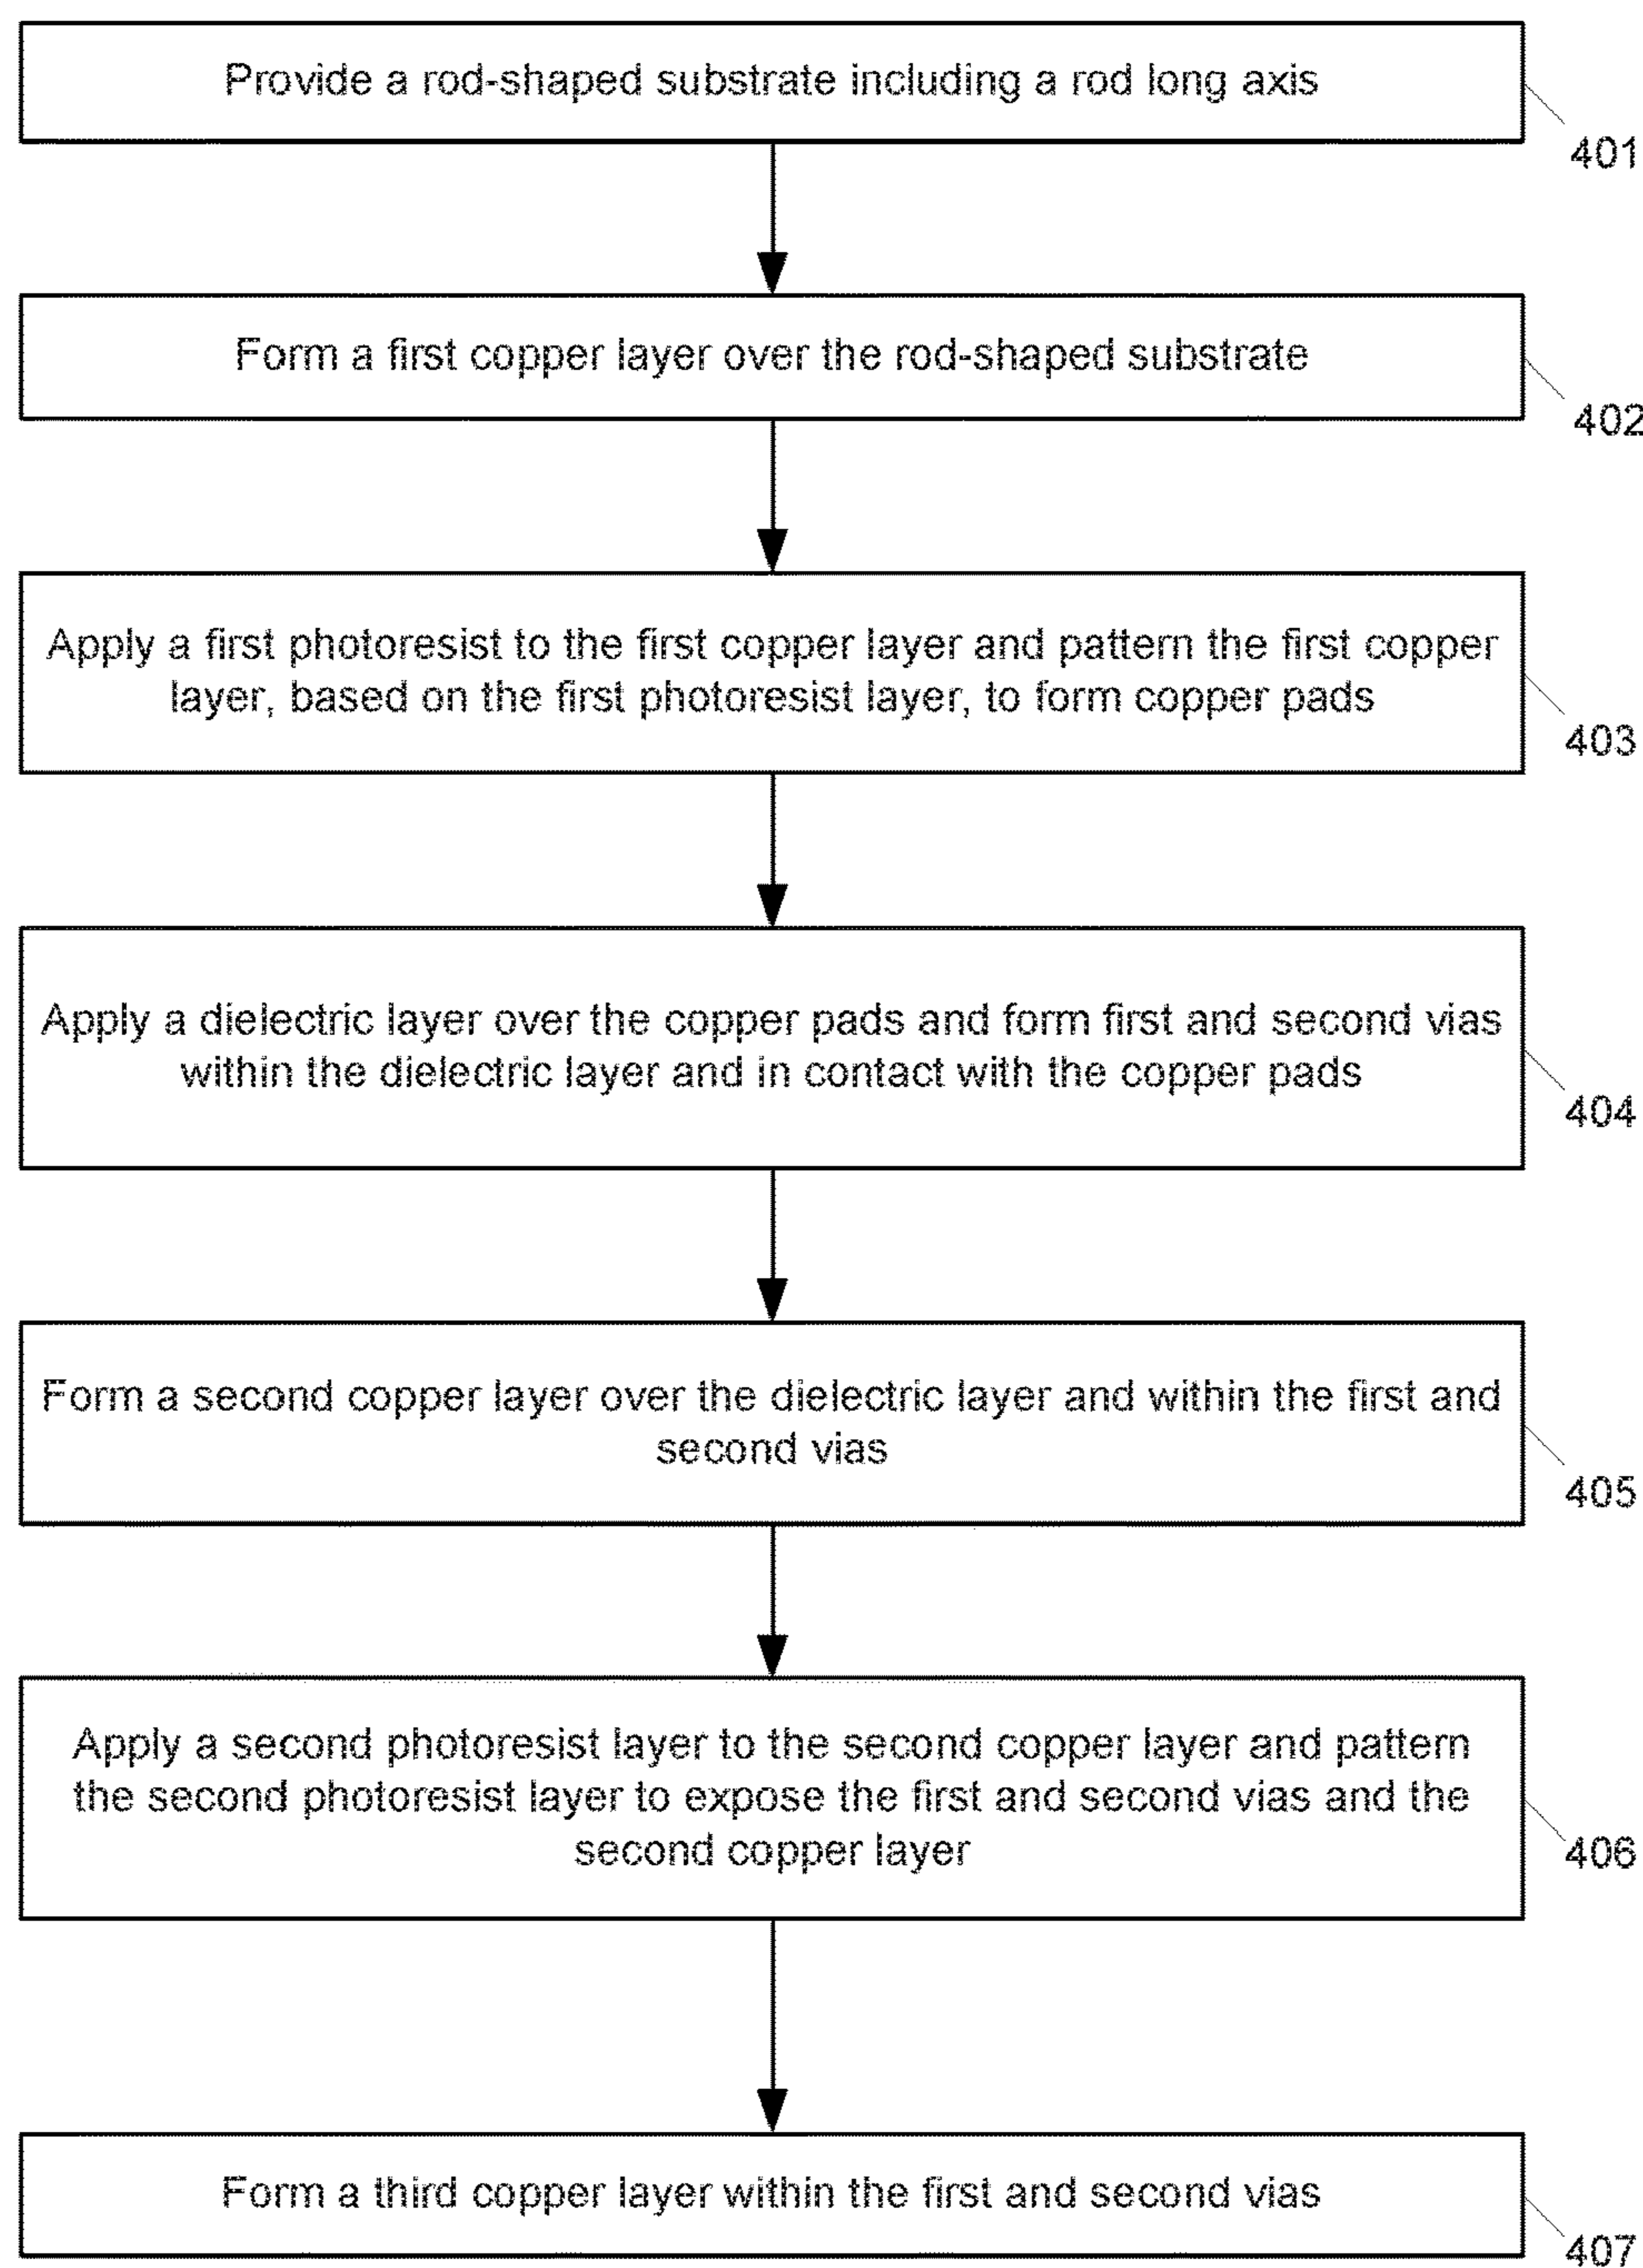 Provide a rod-shaped substrate including a rod long axis
401
Form a first copper layer over the rod-shaped substrate
402
Apply a first photoresist to the first copper layer and pattern the first copper
layer, based on the first photoresist layer, to form copper pads
403
Apply a dielectric layer over the copper pads and form first and second vias
within the dielectric layer and in contact with the copper pads
404
Form a second copper layer over the dielectric layer and within the first and
second vias
405
Apply a second photoresist layer to the second copper layer and pattern
the second photoresist layer to expose the first and second vias and the
second copper layer
406
Form a third copper layer within the first and second vias
407